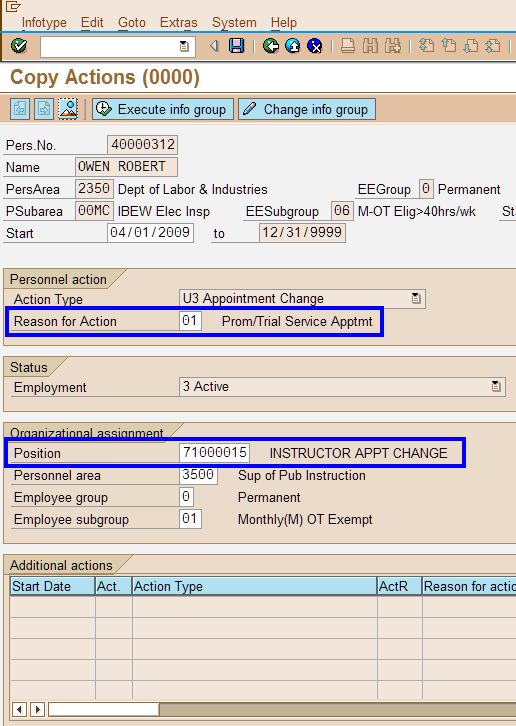 Infotype Edit Goto Extras System Help
Copy Actions (0000)
Execute info group Change info group
Pers.No. 40000312
Name OWEN ROBERT
PersArea 2350 Dept of Labor & Industries EEGroup 0 Permanent
PSubarea 00MC IBEW Elec Insp EESubgroup 06 M-OT Elig>40hrs/wk Sta
Start 04/01/2009 to 12/31/9999
Personnel action
Action Type U3 Appointment Change
Reason for Action 01 Prom/Trial Service Apptmt
Status
Employment 3 Active
Organizational assignment
Position 71000015 INSTRUCTOR APPT CHANGE
Personnel area 3500 Sup of Pub Instruction
Employee group 0 Permanent
Employee subgroup 01 Monthly(M) OT Exempt
Additional actions
Start Date Act. Action Type ActR Reason for actio